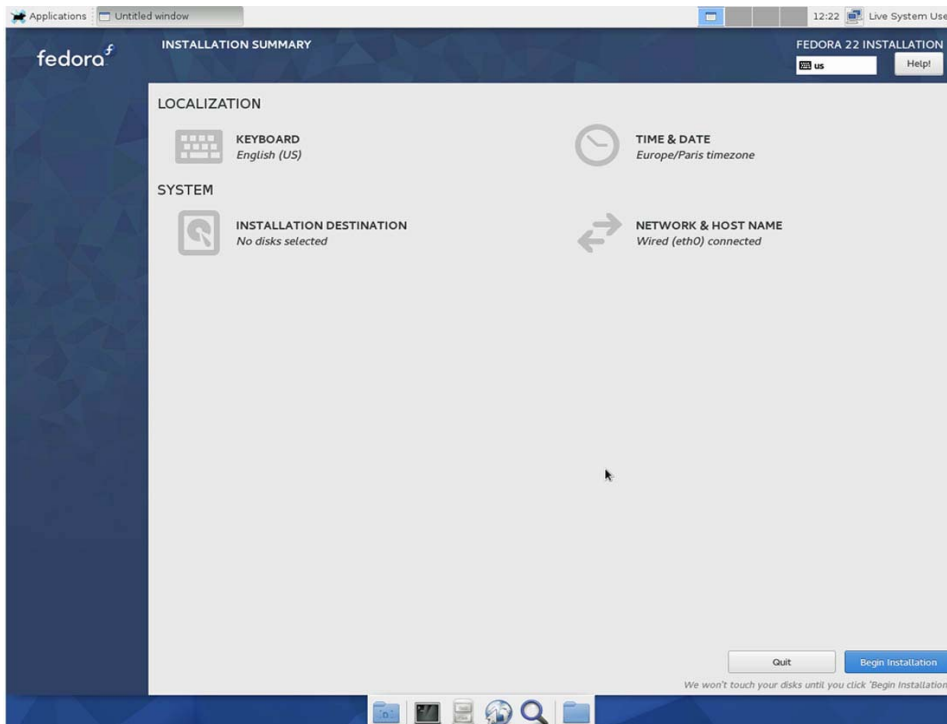 Applications Untitled window 12:22 Live System Use
fedora
INSTALLATION SUMMARY
FEDORA 22 INSTALLATION
us Help!
LOCALIZATION
KEYBOARD
English (US)
TIME & DATE
Europe/Paris timezone
SYSTEM
INSTALLATION DESTINATION
No disks selected
NETWORK & HOST NAME
Wired (eth0) connected
Quit Begin Installation
We won't touch your disks until you click 'Begin Installation